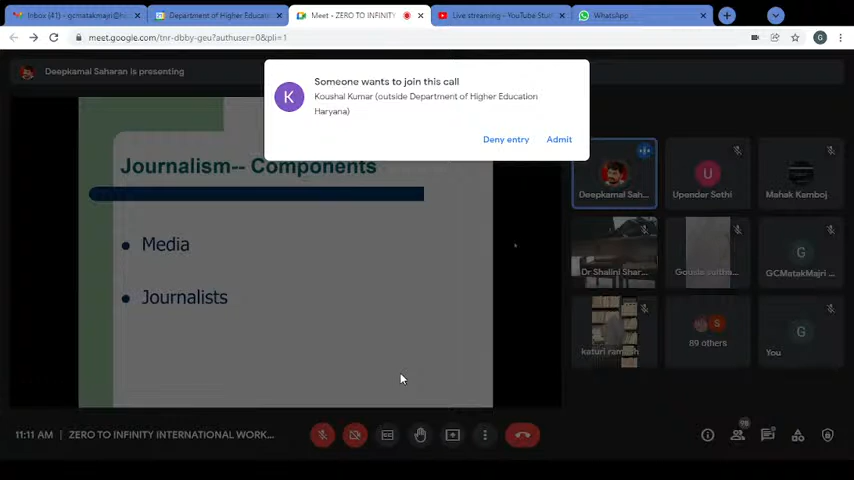 Inbox (41) - gcmatakmajri@h
Department of Higher Educatio
Meet - ZERO TO INFINITY
Live streaming - YouTube Stud
WhatsApp
meet.google.com/tnr-dbby-geu?authuser=0&pli=1
G
Deepkamal Saharan is presenting
Someone wants to join this call
K
Koushal Kumar (outside Department of Higher Education
Haryana)
Deny entry
Admit
Journalism-- Components
Media
Journalists
Deepkamal Sah...
U
Upender Sethi
Mahak Kamboj
Dr Shalini Shar...
G
GCMatakMajri ...
katuri ramesh
S
89 others
G
You
11:11 AM | ZERO TO INFINITY INTERNATIONAL WORK...
98